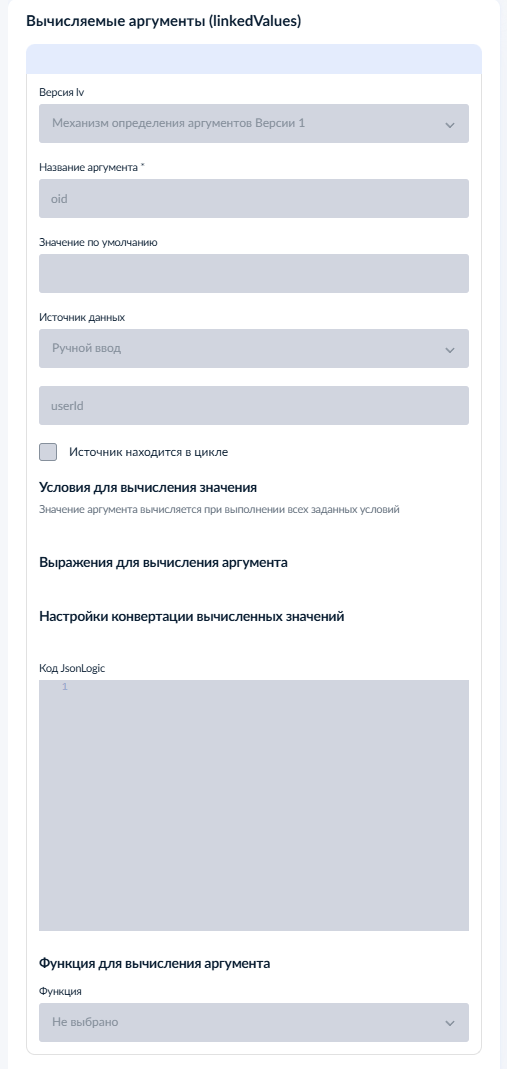 Вычисляемые аргументы (linkedValues)
Версия lv
Механизм определения аргументов Версии 1
Название аргумента *
oid
Значение по умолчанию
Источник данных
Ручной ввод
userId
Источник находится в цикле
Условия для вычисления значения
Значение аргумента вычисляется при выполнении всех заданных условий
Выражения для вычисления аргумента
Настройки конвертации вычисленных значений
Код JsonLogic
1
Функция для вычисления аргумента
Функция
Не выбрано